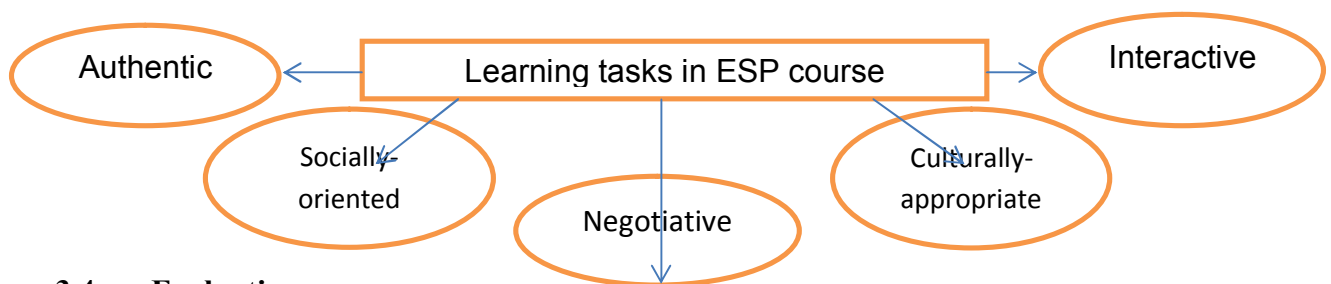 Learning tasks in ESP course
Authentic
Interactive
Socially-
oriented
Culturally-
appropriate
Negotiative